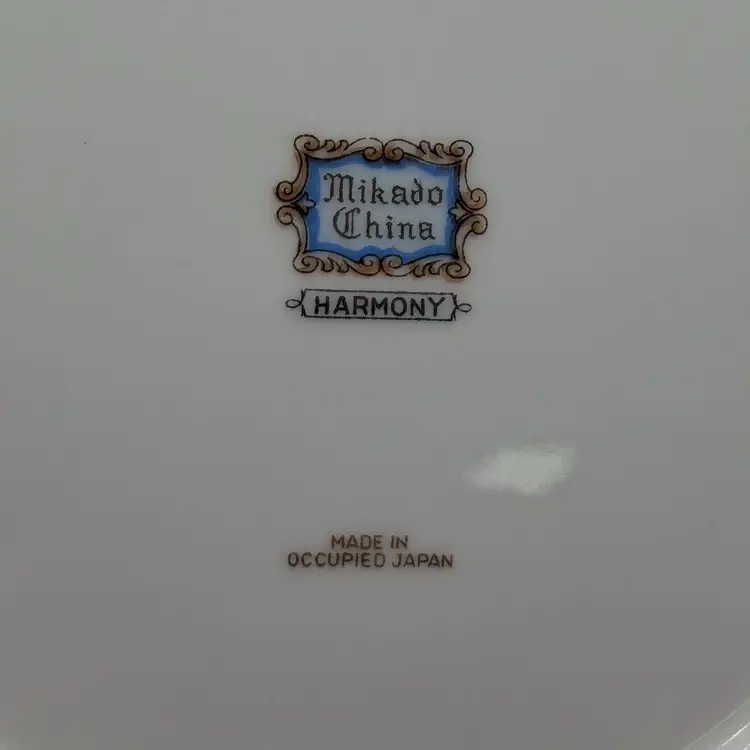 Mikado
China
HARMONY
MADE IN
OCCUPIED JAPAN